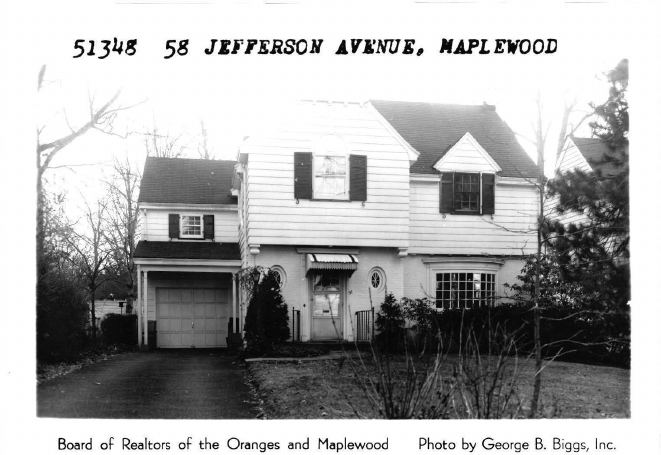 51348 58 JEFFERSON AVENUE, MAPLEWOOD
Board of Realtors of the Oranges and Maplewood Photo by George B. Biggs, Inc.